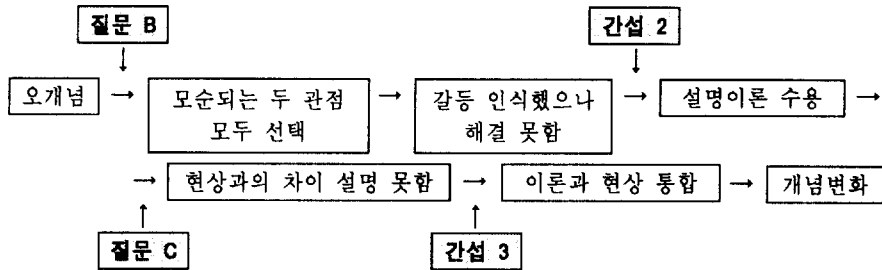 질문 B
간섭 2
오개념
모순되는 두 관점
모두 선택
갈등 인식했으나
해결 못함
설명이론 수용
현상과의 차이 설명 못함
이론과 현상 통합
개념변화
질문 C
간섭 3